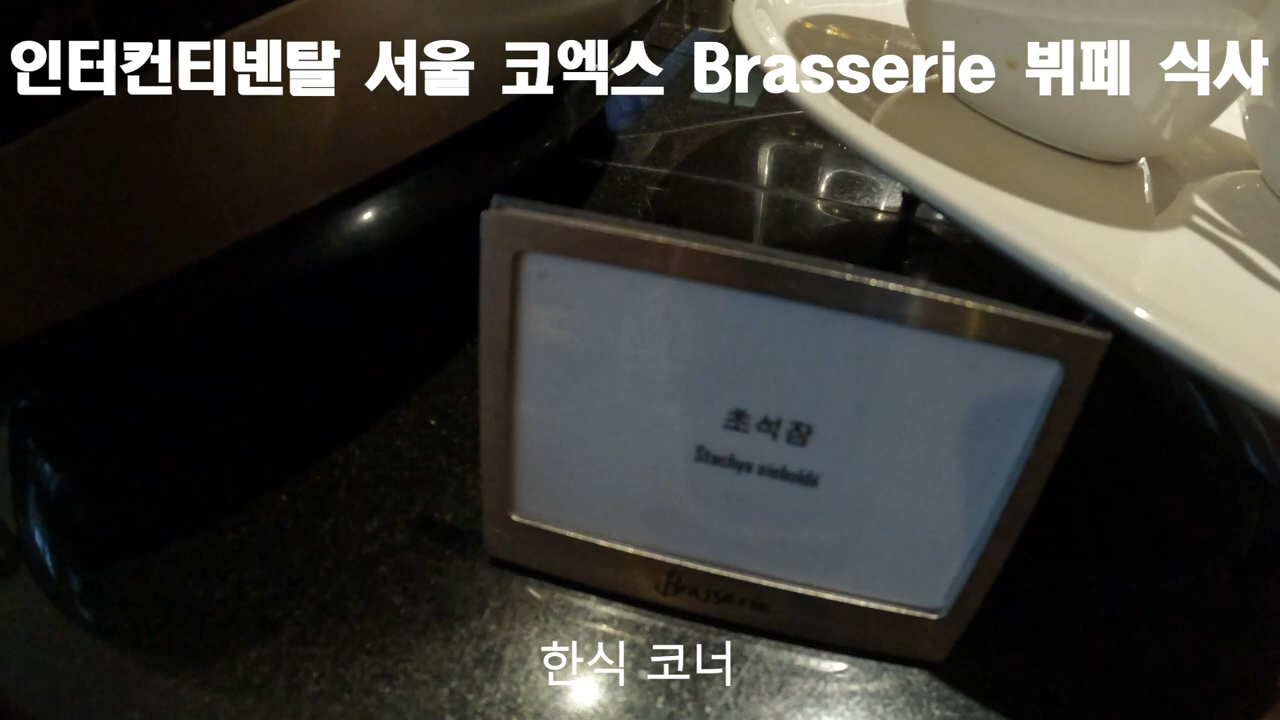 인터컨티넨탈 서울 코엑스 Brasserie 뷔페 식사
초석잠
Stachys sieboldii
Brasserie
한식 코너